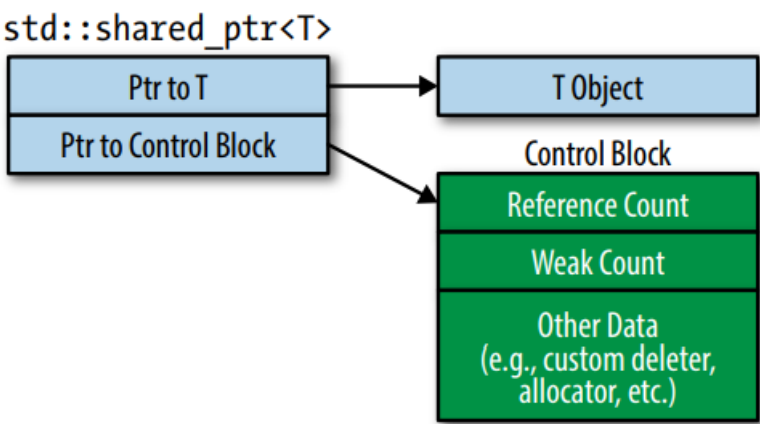 std::shared_ptr<T>
Ptr to T
T Object
Ptr to Control Block
Control Block
Reference Count
Weak Count
Other Data
(e.g., custom deleter,
allocator, etc.)